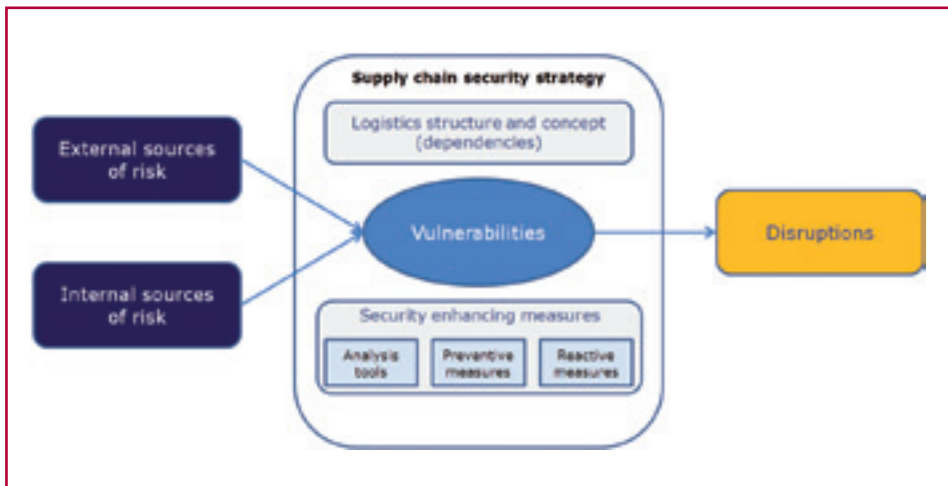 Supply chain security strategy
Logistics structure and concept
(dependencies)
External sources
of risk
Vulnerabilities
Disruptions
Internal sources
of risk
Security enhancing measures
Analysis
tools
Preventive
measures
Reactive
measures